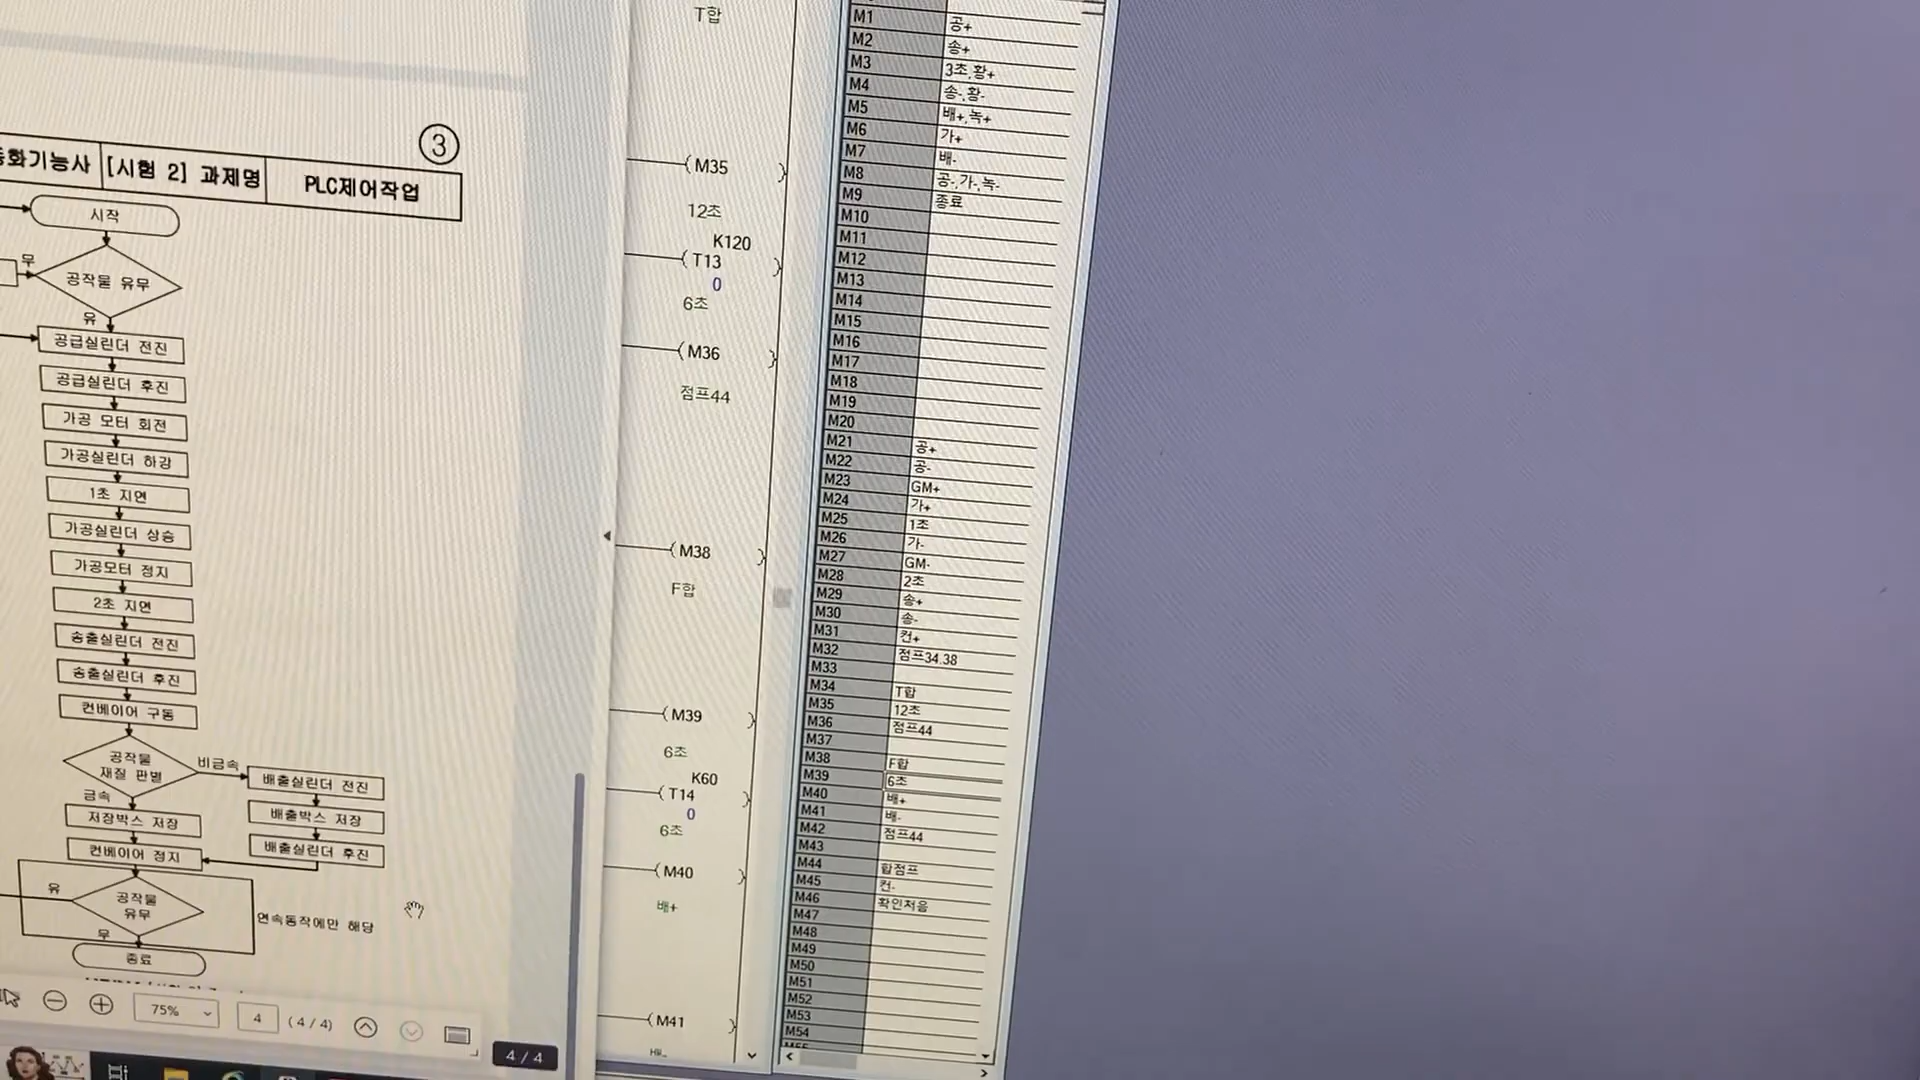 ③
화기능사 [시험 2] 과제명 PLC제어작업
시작
무
공작물 유무
유
공급실린더 전진
공급실린더 후진
가공 모터 회전
가공실린더 하강
1초 지연
가공실린더 상승
가공모터 정지
2초 지연
송출실린더 전진
송출실린더 후진
컨베이어 구동
공작물
재질 판별
비금속
배출실린더 전진
금속
저장박스 저장
배출박스 저장
컨베이어 정지
배출실린더 후진
유
공작물
유무
연속동작에만 해당
무
종료
75%
4
(4/4)
4 / 4
T합
M35
12초
K120
T13
0
6초
M36
점프44
M38
F합
M39
6초
K60
T14
0
6초
M40
배+
M41
M1 공+
M2 송+
M3 3초,황+
M4 송-,황-
M5 배+,녹+
M6 가+
M7 배-
M8 공-,가-,녹-
M9 종료
M10
M11
M12
M13
M14
M15
M16
M17
M18
M19
M20
M21 공+
M22 공-
M23 GM+
M24 가+
M25 1초
M26 가-
M27 GM-
M28 2초
M29 송+
M30 송-
M31 컨+
M32 점프34.38
M33
M34 T합
M35 12초
M36 점프44
M37
M38 F합
M39 6초
M40 배+
M41 배-
M42 점프44
M43
M44 합점프
M45 컨-
M46 확인처음
M47
M48
M49
M50
M51
M52
M53
M54